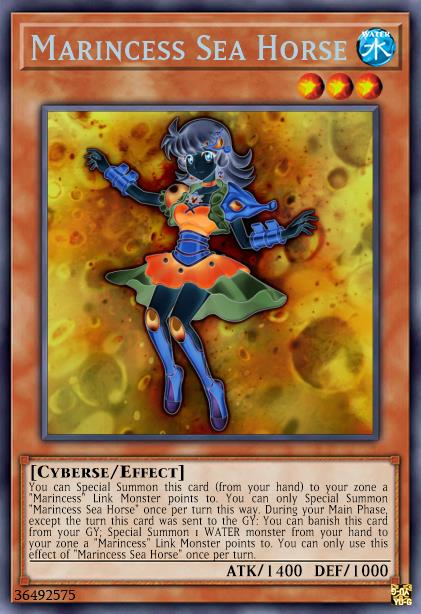 Marincess Sea Horse
WATER
水
[Cyberse/Effect]
You can Special Summon this card (from your hand) to your zone a
"Marincess" Link Monster points to. You can only Special Summon
"Marincess Sea Horse" once per turn this way. During your Main Phase,
except the turn this card was sent to the GY: You can banish this card
from your GY; Special Summon 1 WATER monster from your hand to
your zone a "Marincess" Link Monster points to. You can only use this
effect of "Marincess Sea Horse" once per turn.
ATK/1400 DEF/1000
36492575